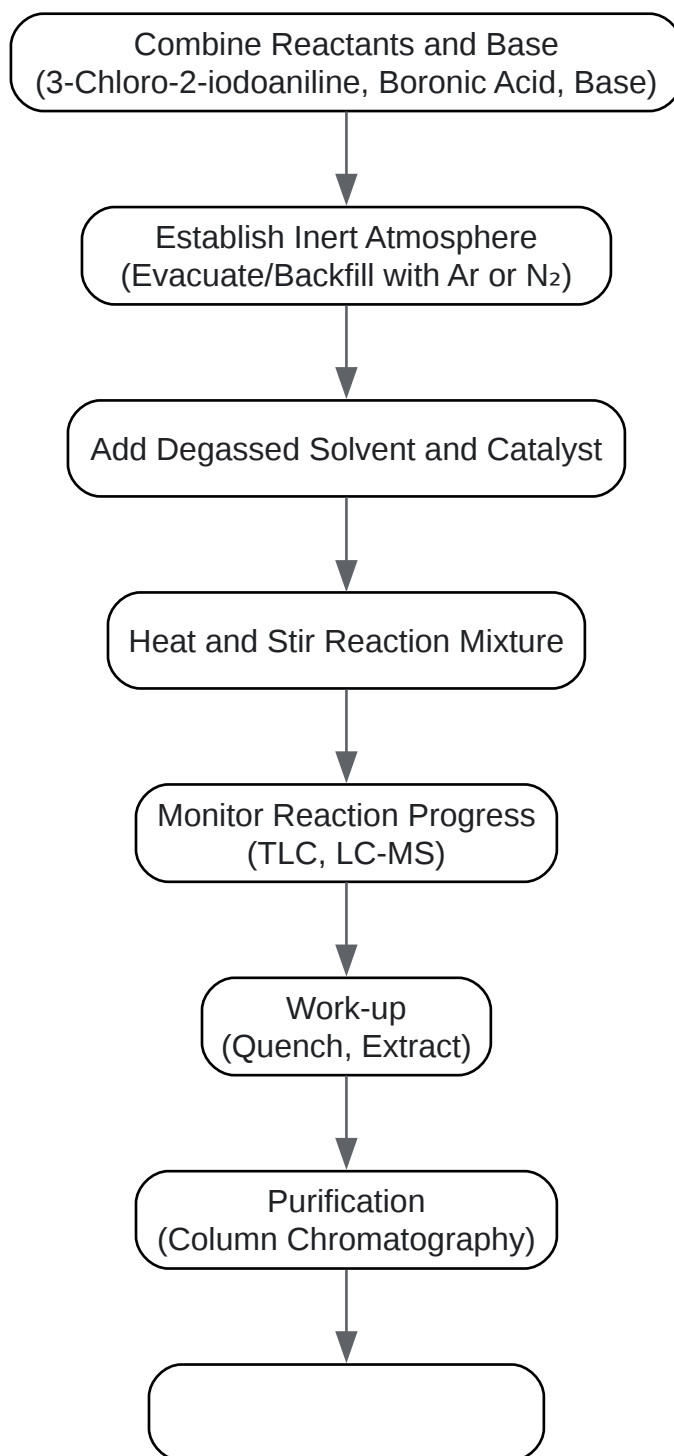 Combine Reactants and Base
(3-Chloro-2-iodoaniline, Boronic Acid, Base)
Establish Inert Atmosphere
(Evacuate/Backfill with Ar or N₂)
Add Degassed Solvent and Catalyst
Heat and Stir Reaction Mixture
Monitor Reaction Progress
(TLC, LC-MS)
Work-up
(Quench, Extract)
Purification
(Column Chromatography)